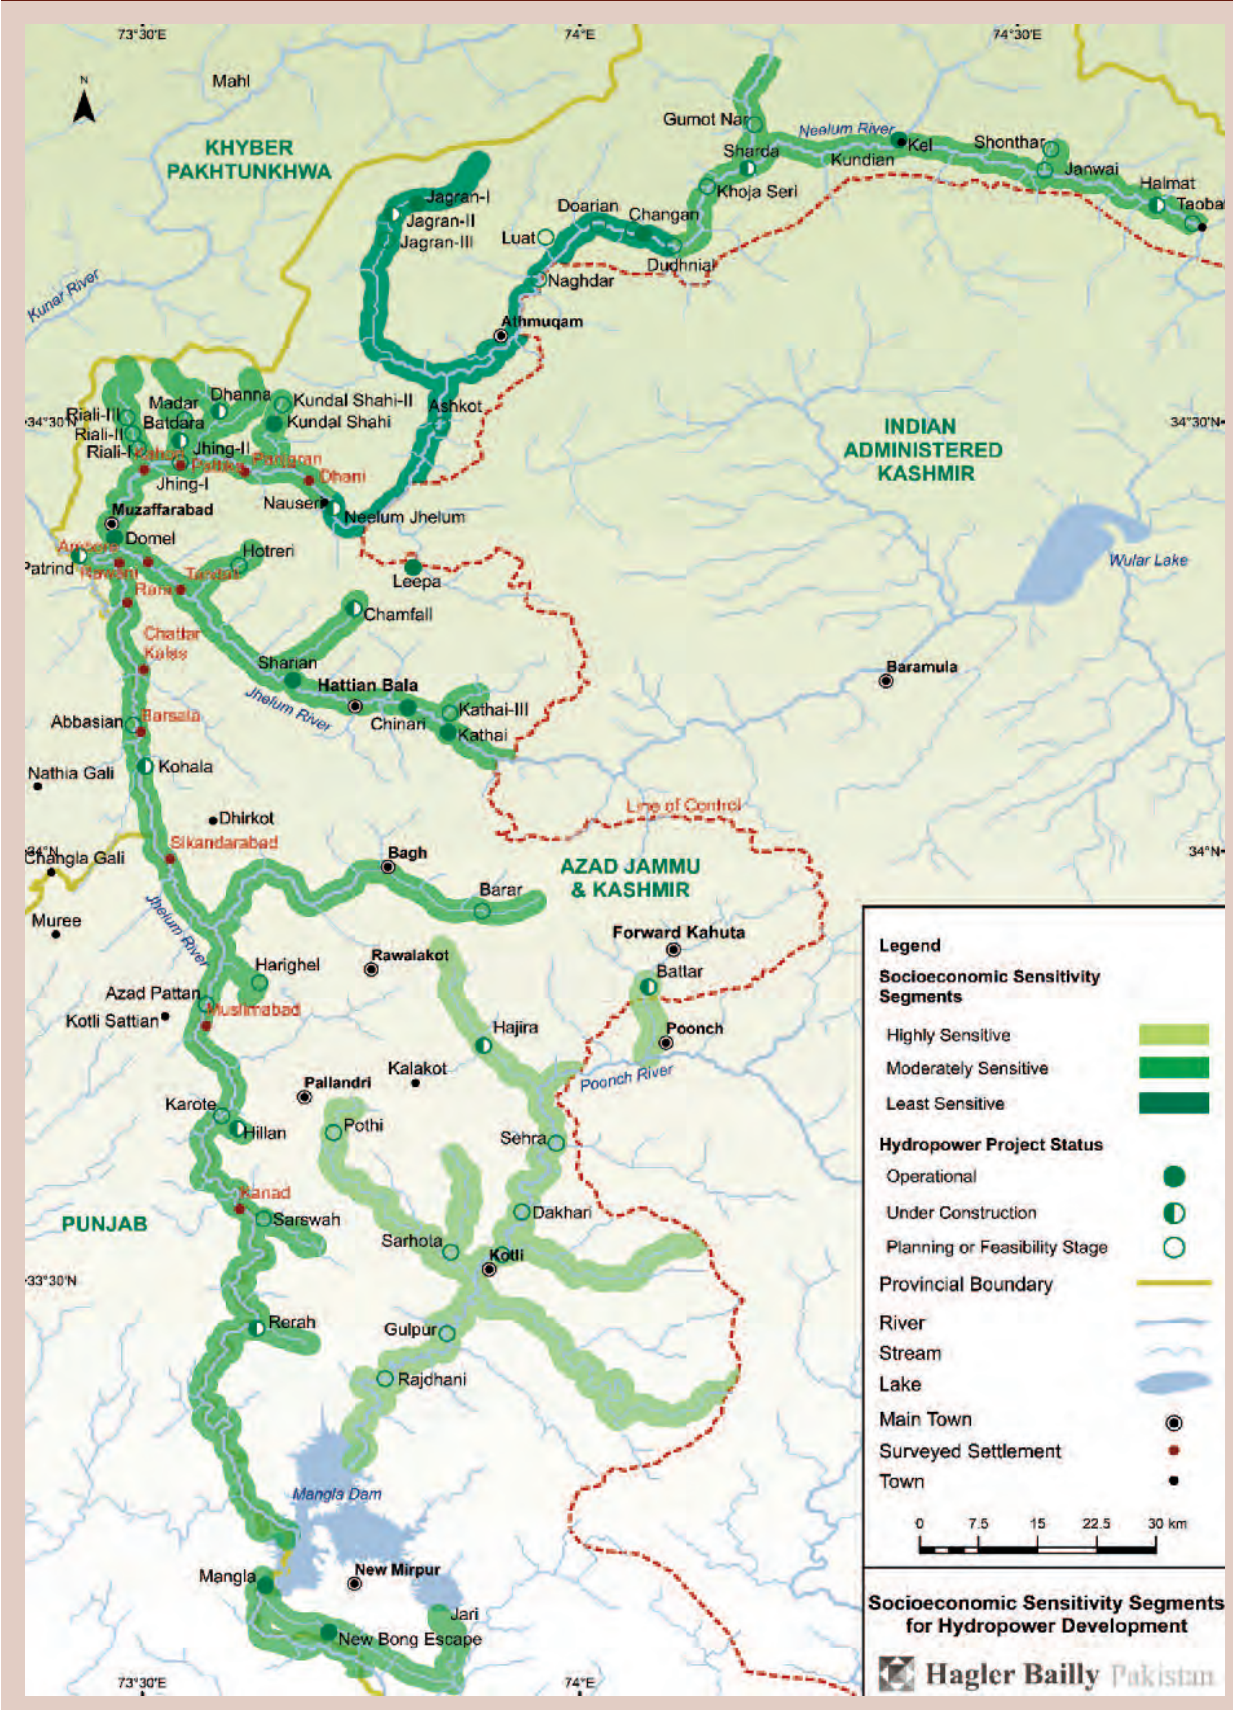 73°30'E
74°E
74°30'E
N
Mahl
KHYBER
PAKHTUNKHWA
Gumot Nar
Neelum River
Kel
Shonthar
Sharda
Kundian
Janwai
Halmat
Taobat
Khoja Seri
Jagran-I
Jagran-II
Jagran-III
Doarian
Changan
Luat
Dudhnial
Naghdar
Kunar River
Athmuqam
Ashkot
34°30'N
34°30'N
Riali-III
Riali-II
Riali-I
Madar
Batdara
Dhanna
Kundal Shahi-II
Kundal Shahi
Jhing-II
Jhing-I
Panjgran
Dhani
Nauseri
Neelum Jhelum
Muzaffarabad
Domel
Patrind
Hotreri
Rara
Leepa
Chamfall
INDIAN
ADMINISTERED
KASHMIR
Wular Lake
Baramula
Chattar
Kalas
Sharian
Hattian Bala
Jhelum River
Chinari
Kathai-III
Kathai
Abbasian
Barsala
Kohala
Nathia Gali
Dhirkot
Line of Control
Sikandarabad
34°N
34°N
Changla Gali
Bagh
AZAD JAMMU
& KASHMIR
Barar
Muree
Jhelum River
Rawalakot
Forward Kahuta
Battar
Harighel
Azad Pattan
Muslimabad
Kotli Sattian
Hajira
Poonch
Poonch River
Kalakot
Pallandri
Karote
Hillan
Pothi
Sehra
Kanad
Sarswah
PUNJAB
Dakhari
Sarhota
Kotli
33°30'N
Rerah
Gulpur
Rajdhani
Mangla Dam
Mangla
New Mirpur
Jari
New Bong Escape
73°30'E
74°E
Legend
Socioeconomic Sensitivity
Segments
Highly Sensitive
Moderately Sensitive
Least Sensitive
Hydropower Project Status
Operational
Under Construction
Planning or Feasibility Stage
Provincial Boundary
River
Stream
Lake
Main Town
Surveyed Settlement
Town
0 7.5 15 22.5 30 km
Socioeconomic Sensitivity Segments
for Hydropower Development
Hagler Bailly Pakistan